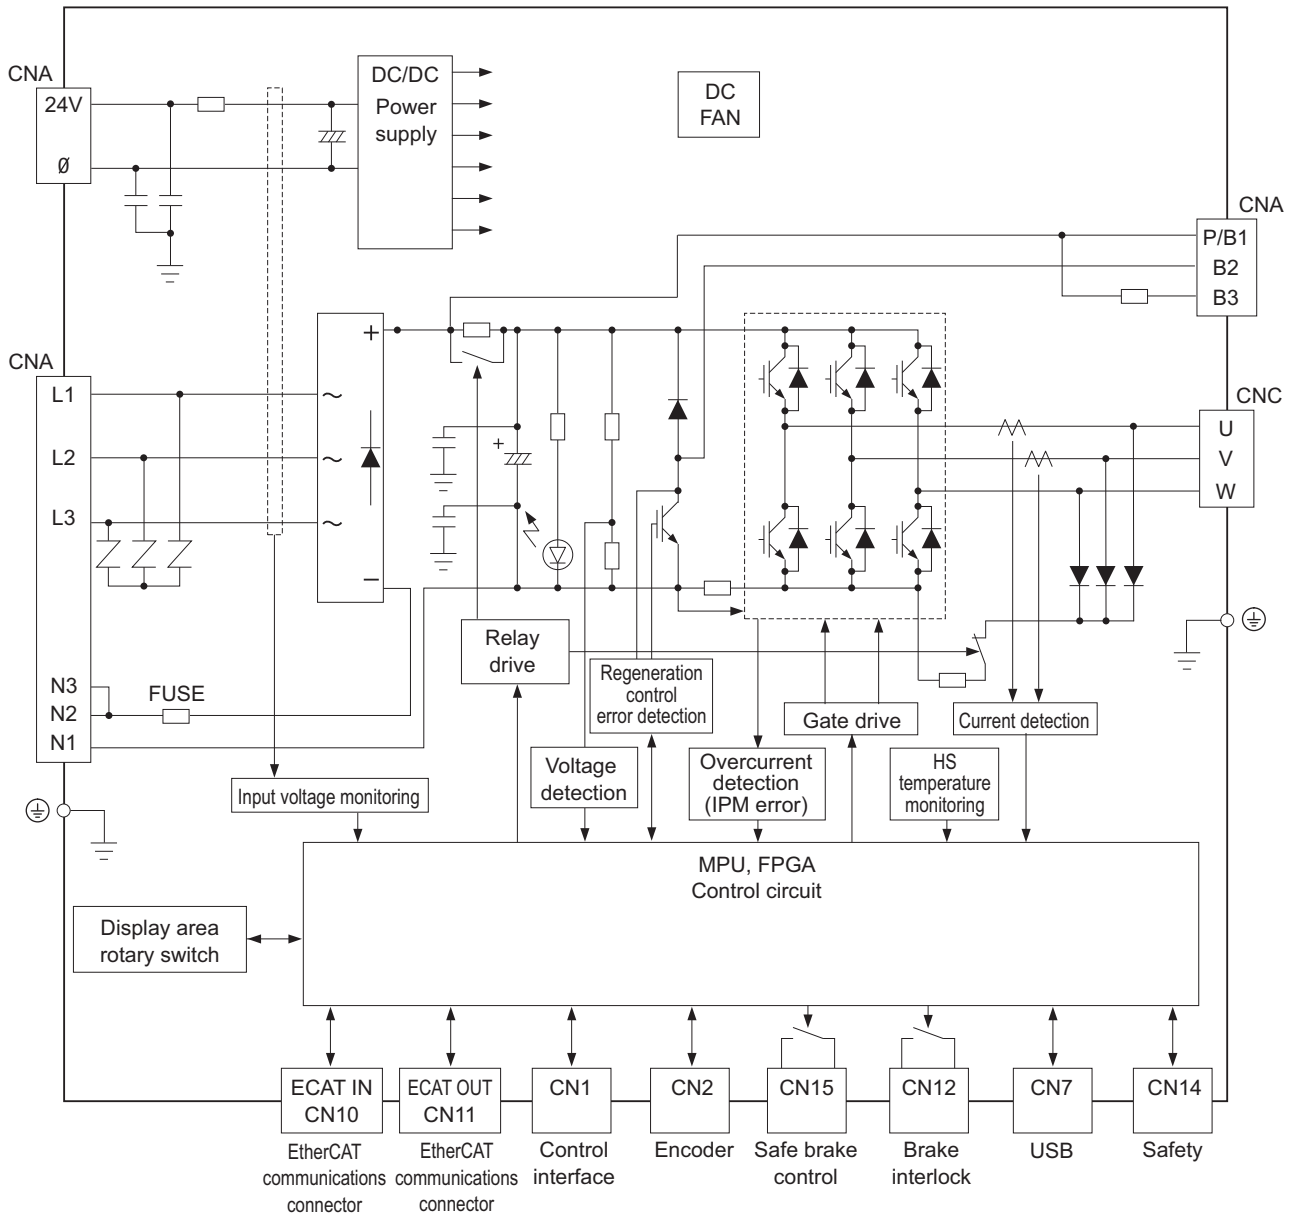 CNA
24V
Ø
DC/DC
Power
supply
DC
FAN
CNA
P/B1
B2
B3
CNA
L1
L2
L3
N3
N2
N1
FUSE
+
−
~
~
~
+
CNC
U
V
W
Relay
drive
Regeneration
control
error detection
Gate drive
Current detection
Input voltage monitoring
Voltage
detection
Overcurrent
detection
(IPM error)
HS
temperature
monitoring
MPU, FPGA
Control circuit
Display area
rotary switch
ECAT IN
CN10
ECAT OUT
CN11
CN1
CN2
CN15
CN12
CN7
CN14
EtherCAT
communications
connector
EtherCAT
communications
connector
Control
interface
Encoder
Safe brake
control
Brake
interlock
USB
Safety